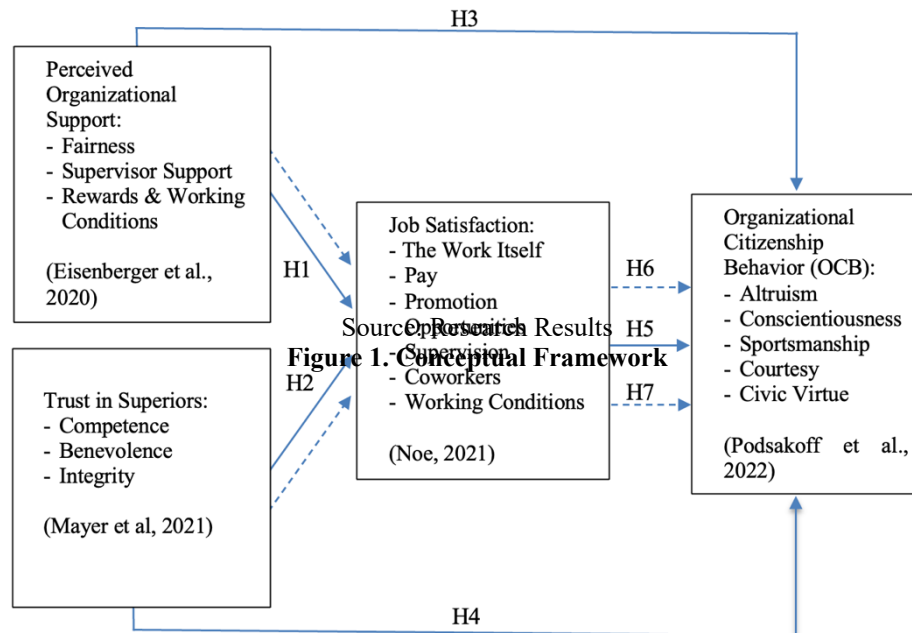 H3
Perceived
Organizational
Support:
- Fairness
- Supervisor Support
- Rewards & Working
Conditions
(Eisenberger et al.,
2020)
H1
Job Satisfaction:
- The Work Itself
- Pay
- Promotion
Opportunities
- Supervision
- Coworkers
- Working Conditions
(Noe, 2021)
Source: Research Results
Figure 1. Conceptual Framework
H6
H5
H7
Organizational
Citizenship
Behavior (OCB):
- Altruism
- Conscientiousness
- Sportsmanship
- Courtesy
- Civic Virtue
(Podsakoff et al.,
2022)
H2
Trust in Superiors:
- Competence
- Benevolence
- Integrity
(Mayer et al, 2021)
H4